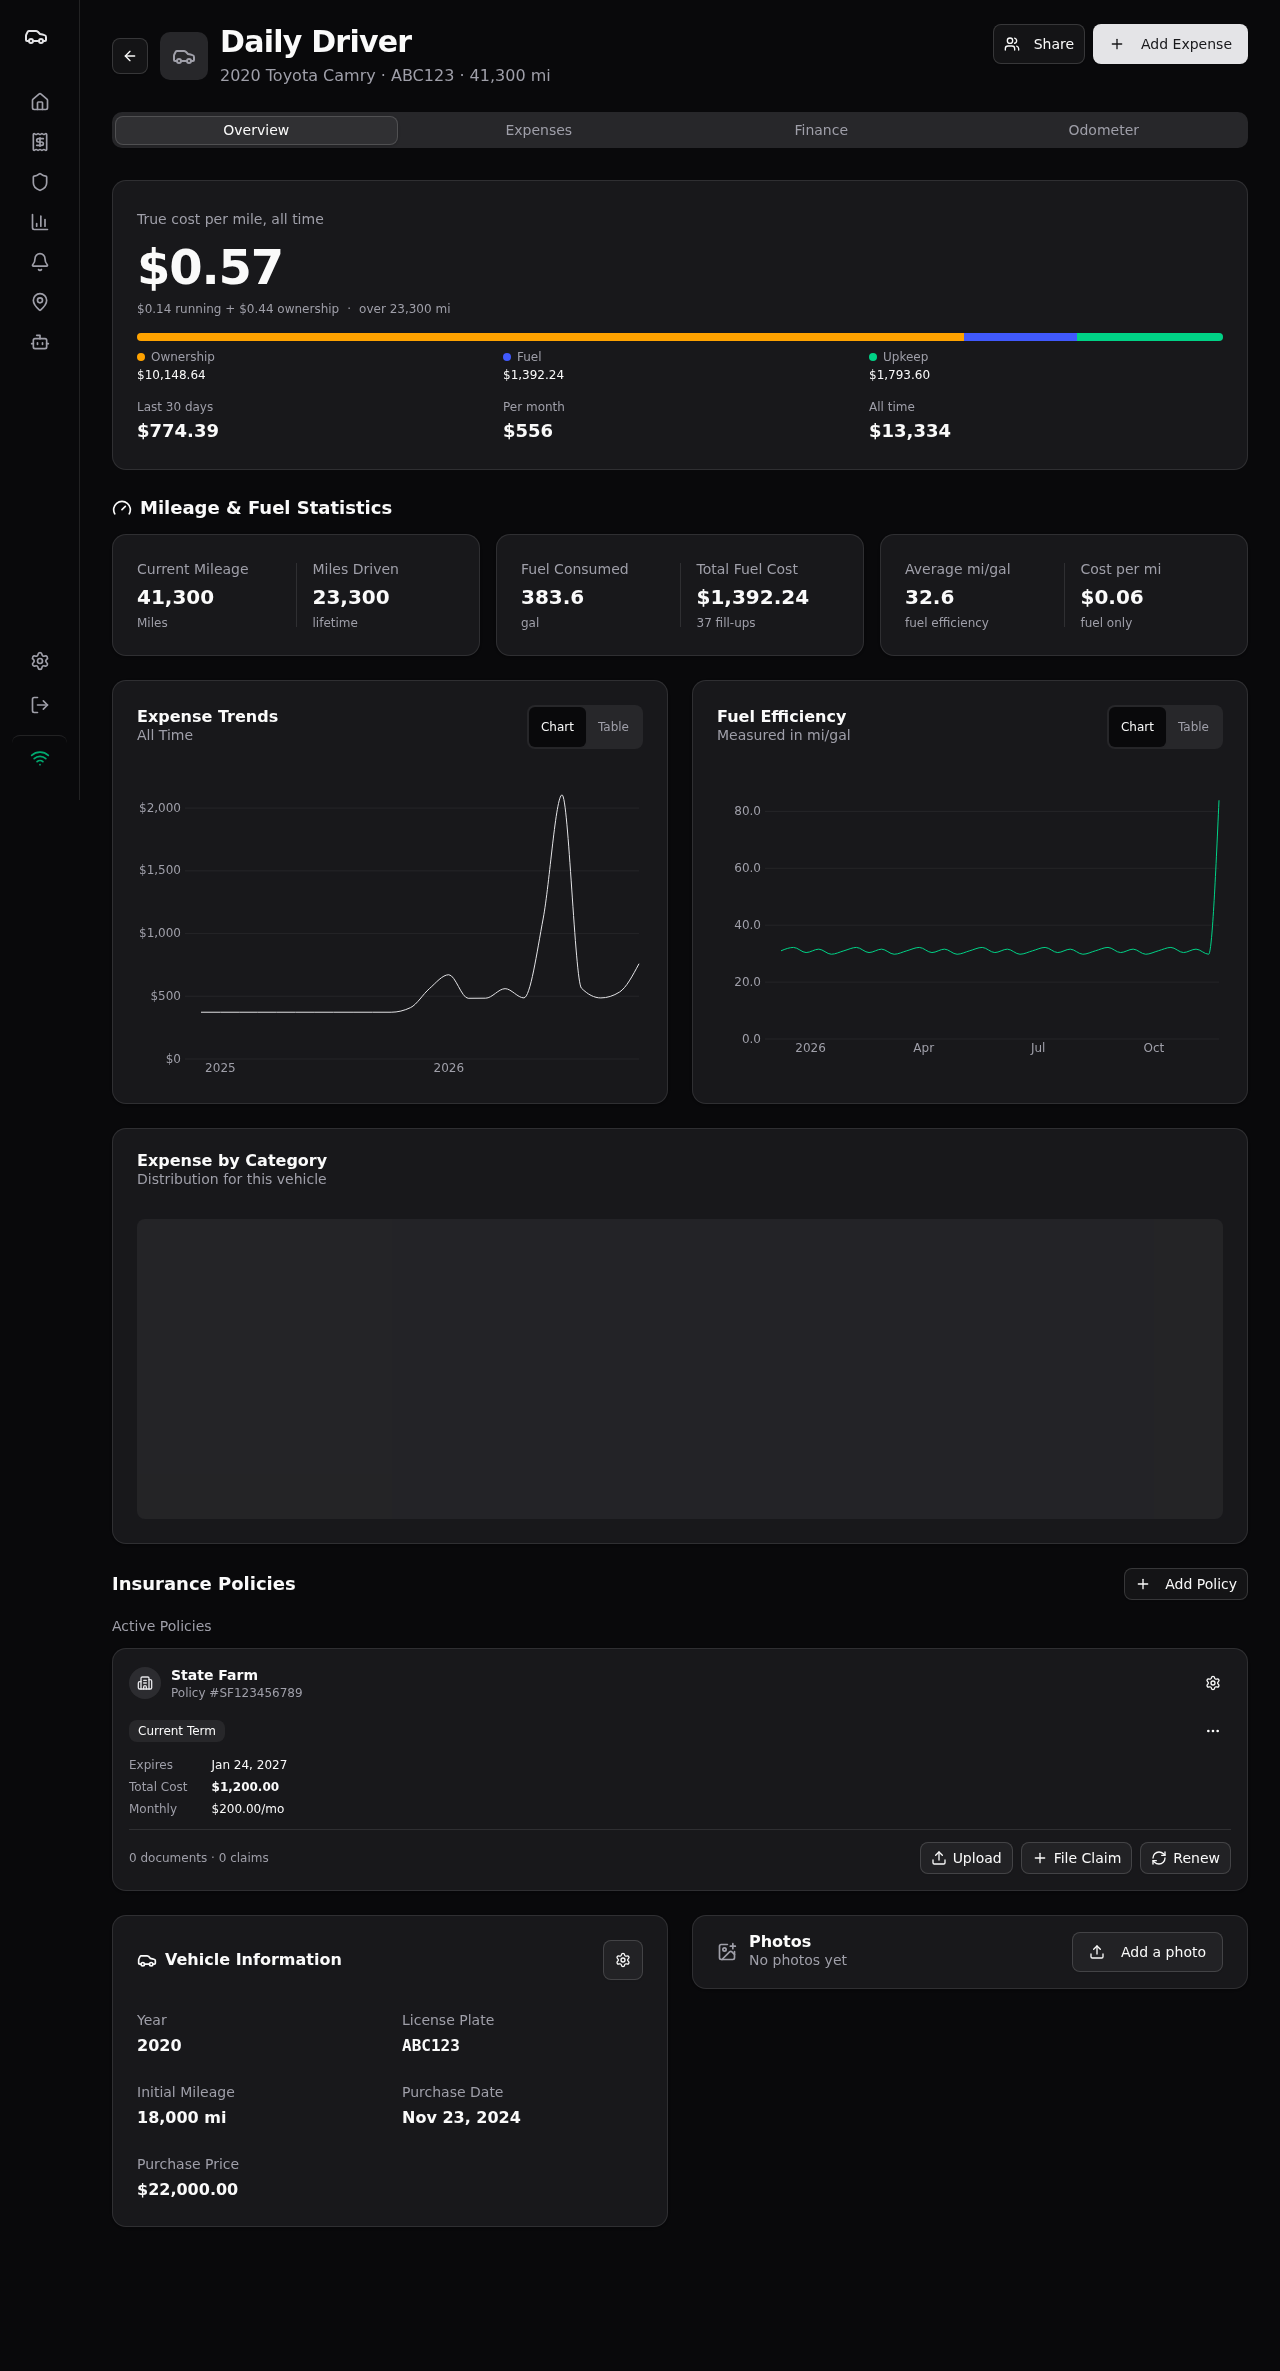 Daily Driver
2020 Toyota Camry · ABC123 · 41,300 mi
Share
Add Expense
Overview
Expenses
Finance
Odometer
True cost per mile, all time
$0.57
$0.14 running + $0.44 ownership · over 23,300 mi
Ownership
$10,148.64
Fuel
$1,392.24
Upkeep
$1,793.60
Last 30 days
$774.39
Per month
$556
All time
$13,334
Mileage & Fuel Statistics
Current Mileage
41,300
Miles
Miles Driven
23,300
lifetime
Fuel Consumed
383.6
gal
Total Fuel Cost
$1,392.24
37 fill-ups
Average mi/gal
32.6
fuel efficiency
Cost per mi
$0.06
fuel only
Expense Trends
All Time
Chart
Table
$2,000
$1,500
$1,000
$500
$0
2025
2026
Fuel Efficiency
Measured in mi/gal
Chart
Table
80.0
60.0
40.0
20.0
0.0
2026
Apr
Jul
Oct
Expense by Category
Distribution for this vehicle
Insurance Policies
Add Policy
Active Policies
State Farm
Policy #SF123456789
Current Term
Expires
Jan 24, 2027
Total Cost
$1,200.00
Monthly
$200.00/mo
0 documents · 0 claims
Upload
File Claim
Renew
Vehicle Information
Year
2020
License Plate
ABC123
Initial Mileage
18,000 mi
Purchase Date
Nov 23, 2024
Purchase Price
$22,000.00
Photos
No photos yet
Add a photo